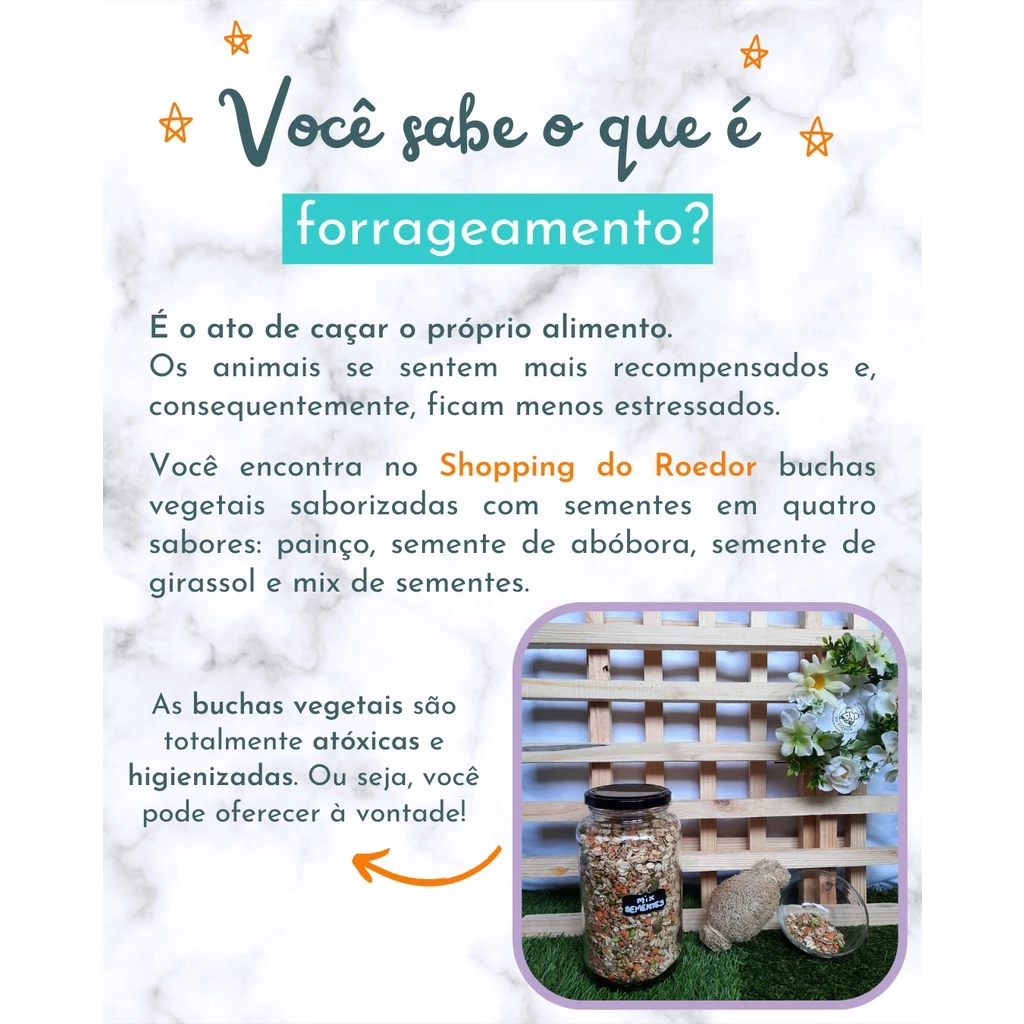 Você sabe o que é
forrageamento?
É o ato de caçar o próprio alimento.
Os animais se sentem mais recompensados e,
consequentemente, ficam menos estressados.
Você encontra no Shopping do Roedor buchas
vegetais saborizadas com sementes em quatro
sabores: painço, semente de abóbora, semente de
girassol e mix de sementes.
As buchas vegetais são
totalmente atóxicas e
higienizadas. Ou seja, você
pode oferecer à vontade!
MIX
SEMENTES